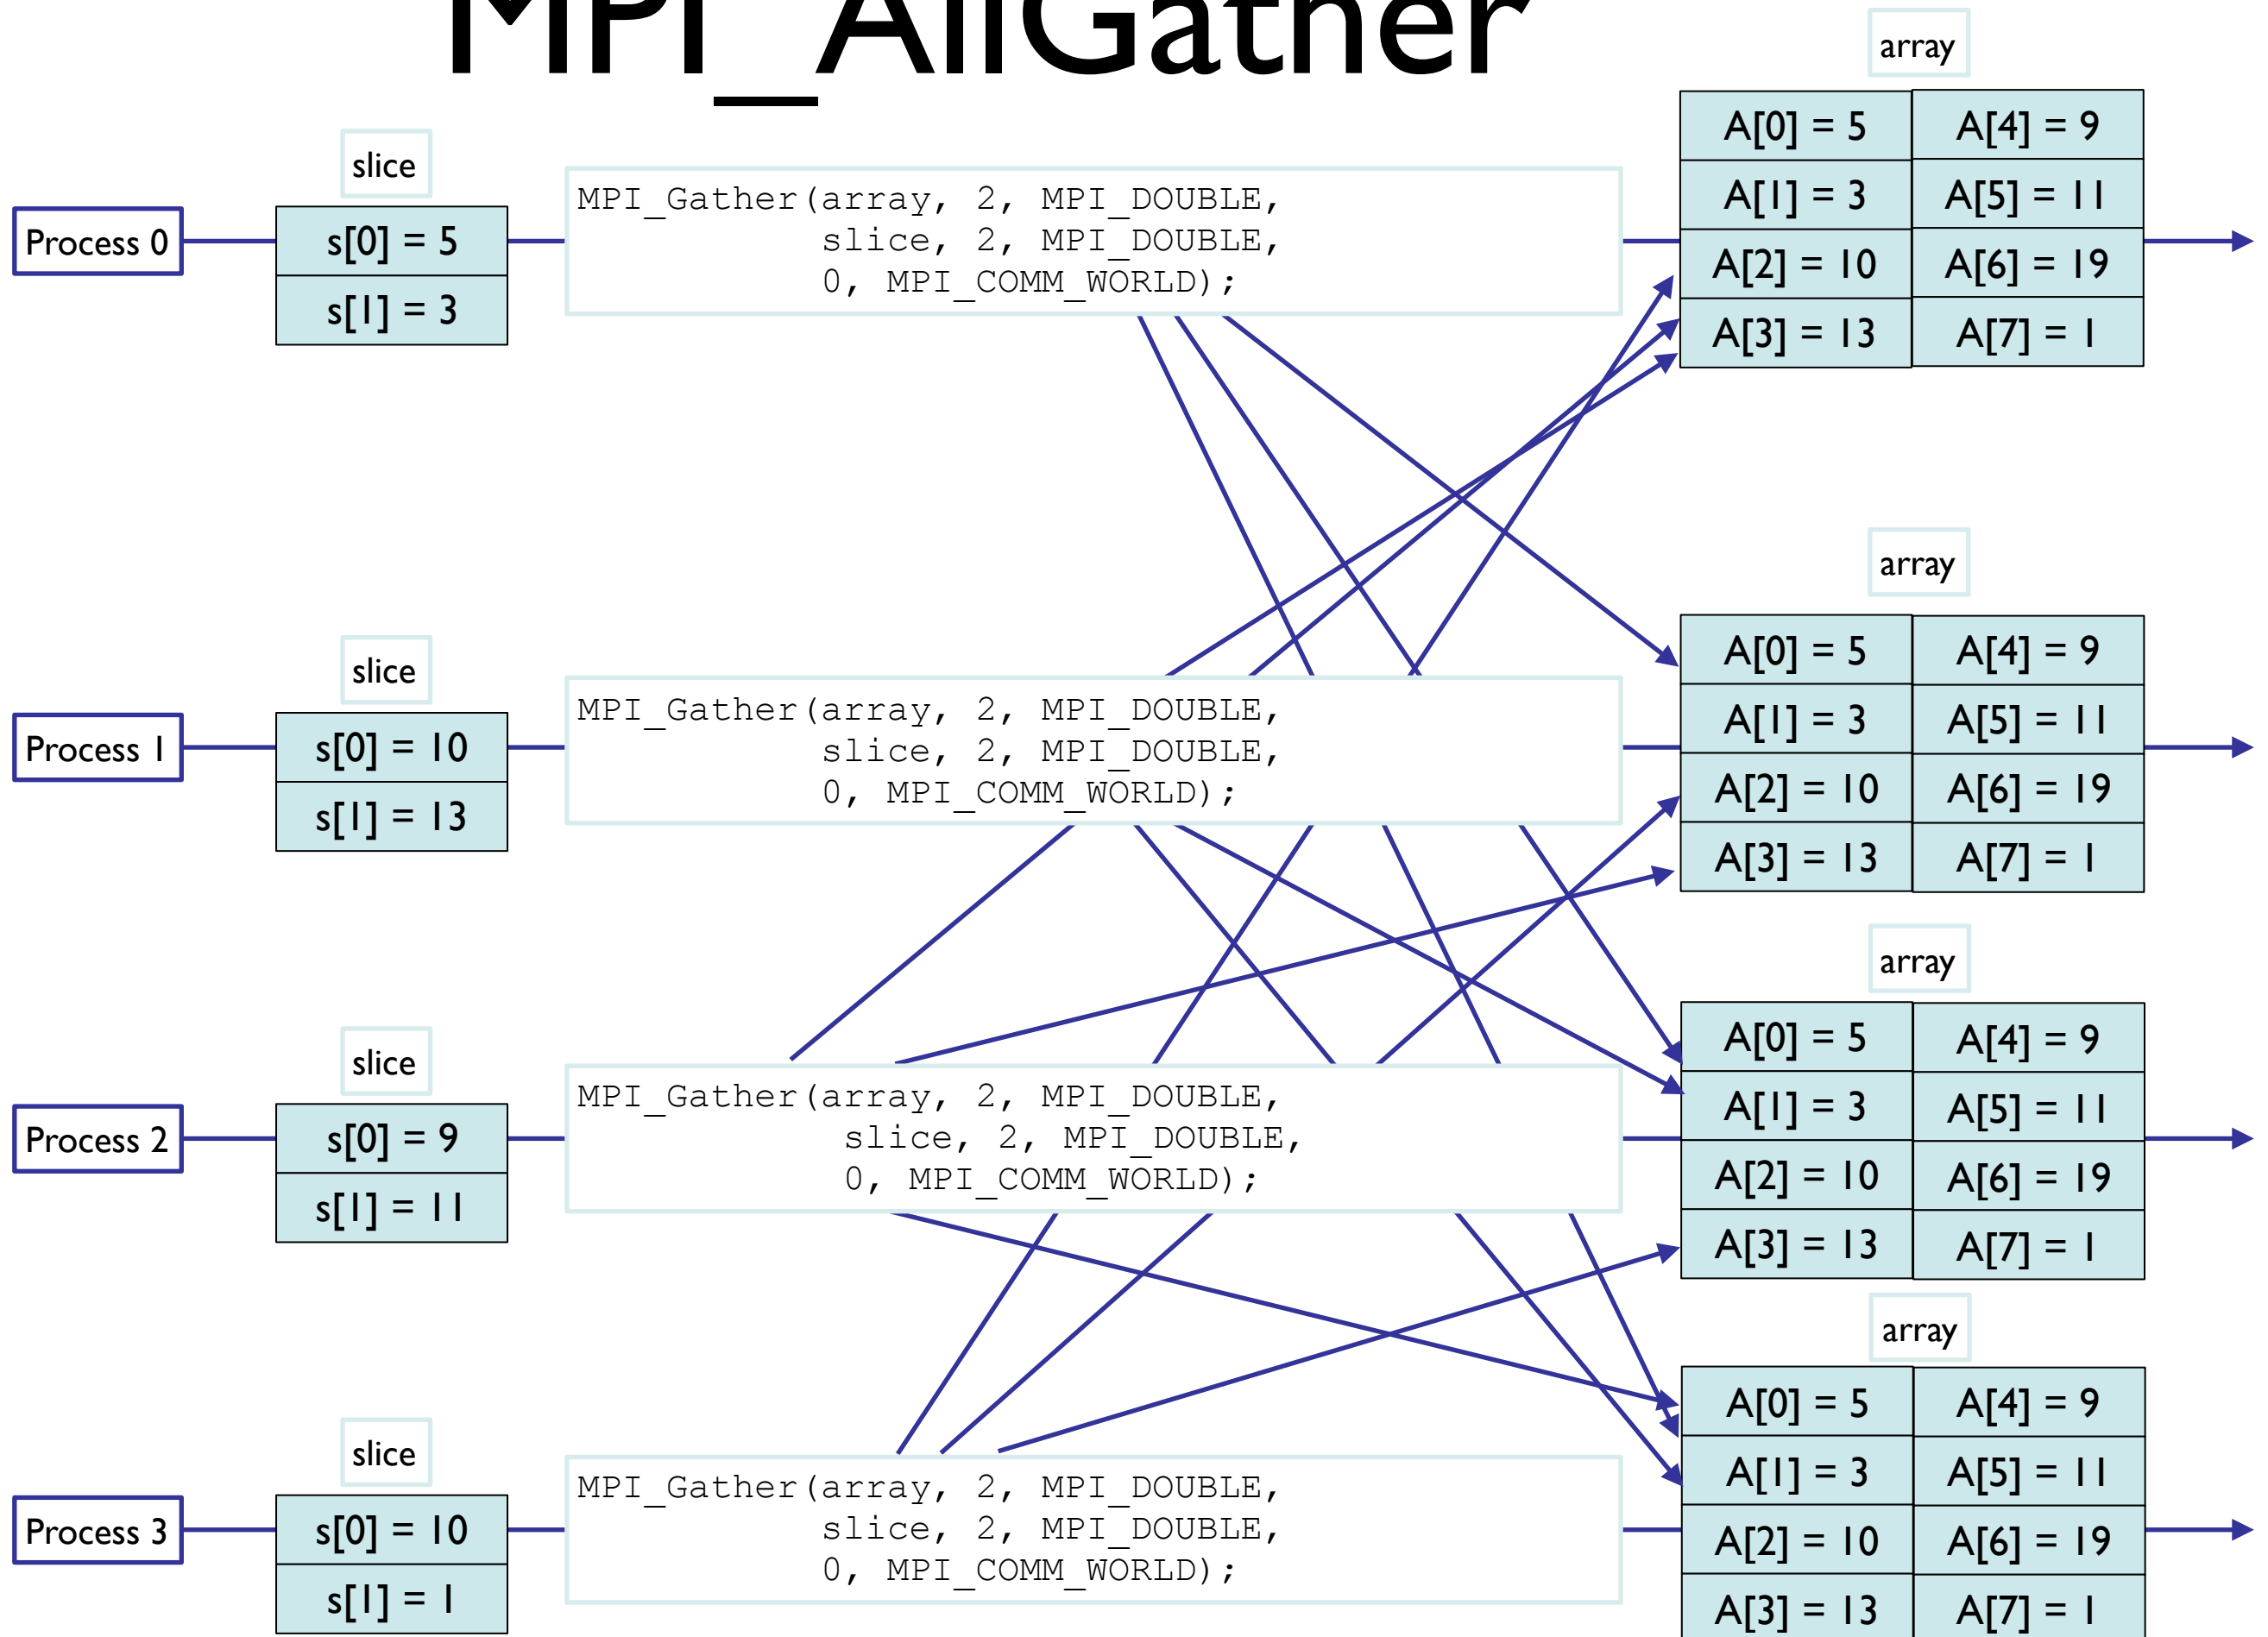 MPI_AllGather
array
A[0] = 5 A[4] = 9
A[1] = 3 A[5] = 11
A[2] = 10 A[6] = 19
A[3] = 13 A[7] = 1
slice
Process 0
s[0] = 5
s[1] = 3
MPI_Gather(array, 2, MPI_DOUBLE,
slice, 2, MPI_DOUBLE,
0, MPI_COMM_WORLD);
array
A[0] = 5 A[4] = 9
A[1] = 3 A[5] = 11
A[2] = 10 A[6] = 19
A[3] = 13 A[7] = 1
slice
Process 1
s[0] = 10
s[1] = 13
MPI_Gather(array, 2, MPI_DOUBLE,
slice, 2, MPI_DOUBLE,
0, MPI_COMM_WORLD);
array
A[0] = 5 A[4] = 9
A[1] = 3 A[5] = 11
A[2] = 10 A[6] = 19
A[3] = 13 A[7] = 1
slice
Process 2
s[0] = 9
s[1] = 11
MPI_Gather(array, 2, MPI_DOUBLE,
slice, 2, MPI_DOUBLE,
0, MPI_COMM_WORLD);
array
A[0] = 5 A[4] = 9
A[1] = 3 A[5] = 11
A[2] = 10 A[6] = 19
A[3] = 13 A[7] = 1
slice
Process 3
s[0] = 10
s[1] = 1
MPI_Gather(array, 2, MPI_DOUBLE,
slice, 2, MPI_DOUBLE,
0, MPI_COMM_WORLD);